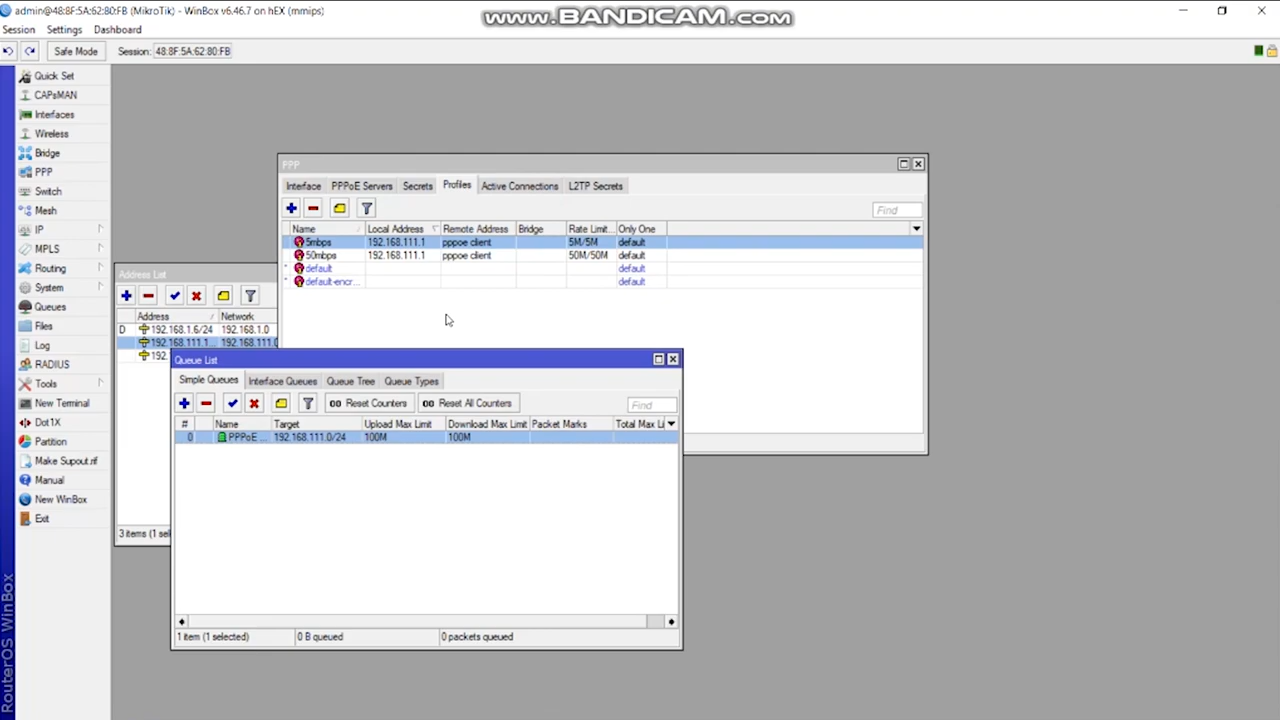 admin@48:8F:5A:62:80:FB (MikroTik) - WinBox v6.46.7 on hEX (mmips)
www.BANDICAM.com
Session Settings Dashboard
Safe Mode Session: 48:8F:5A:62:80:FB
Quick Set
CAPsMAN
Interfaces
Wireless
Bridge
PPP
Switch
Mesh
IP
MPLS
Routing
System
Queues
Files
Log
RADIUS
Tools
New Terminal
Dot1X
Partition
Make Supout.rif
Manual
New WinBox
Exit
RouterOS WinBox
PPP
Interface PPPoE Servers Secrets Profiles Active Connections L2TP Secrets
Find
Name Local Address Remote Address Bridge Rate Limit... Only One
5mbps 192.168.111.1 pppoe client 5M/5M default
50mbps 192.168.111.1 pppoe client 50M/50M default
* default default
* default-encr... default
Address List
Address Network
D 192.168.1.6/24 192.168.1.0
192.168.111.1... 192.168.111.0
192.
3 items (1 sel
Queue List
Simple Queues Interface Queues Queue Tree Queue Types
00 Reset Counters 00 Reset All Counters Find
# Name Target Upload Max Limit Download Max Limit Packet Marks Total Max Li
0 PPPoE ... 192.168.111.0/24 100M 100M
1 item (1 selected) 0 B queued 0 packets queued